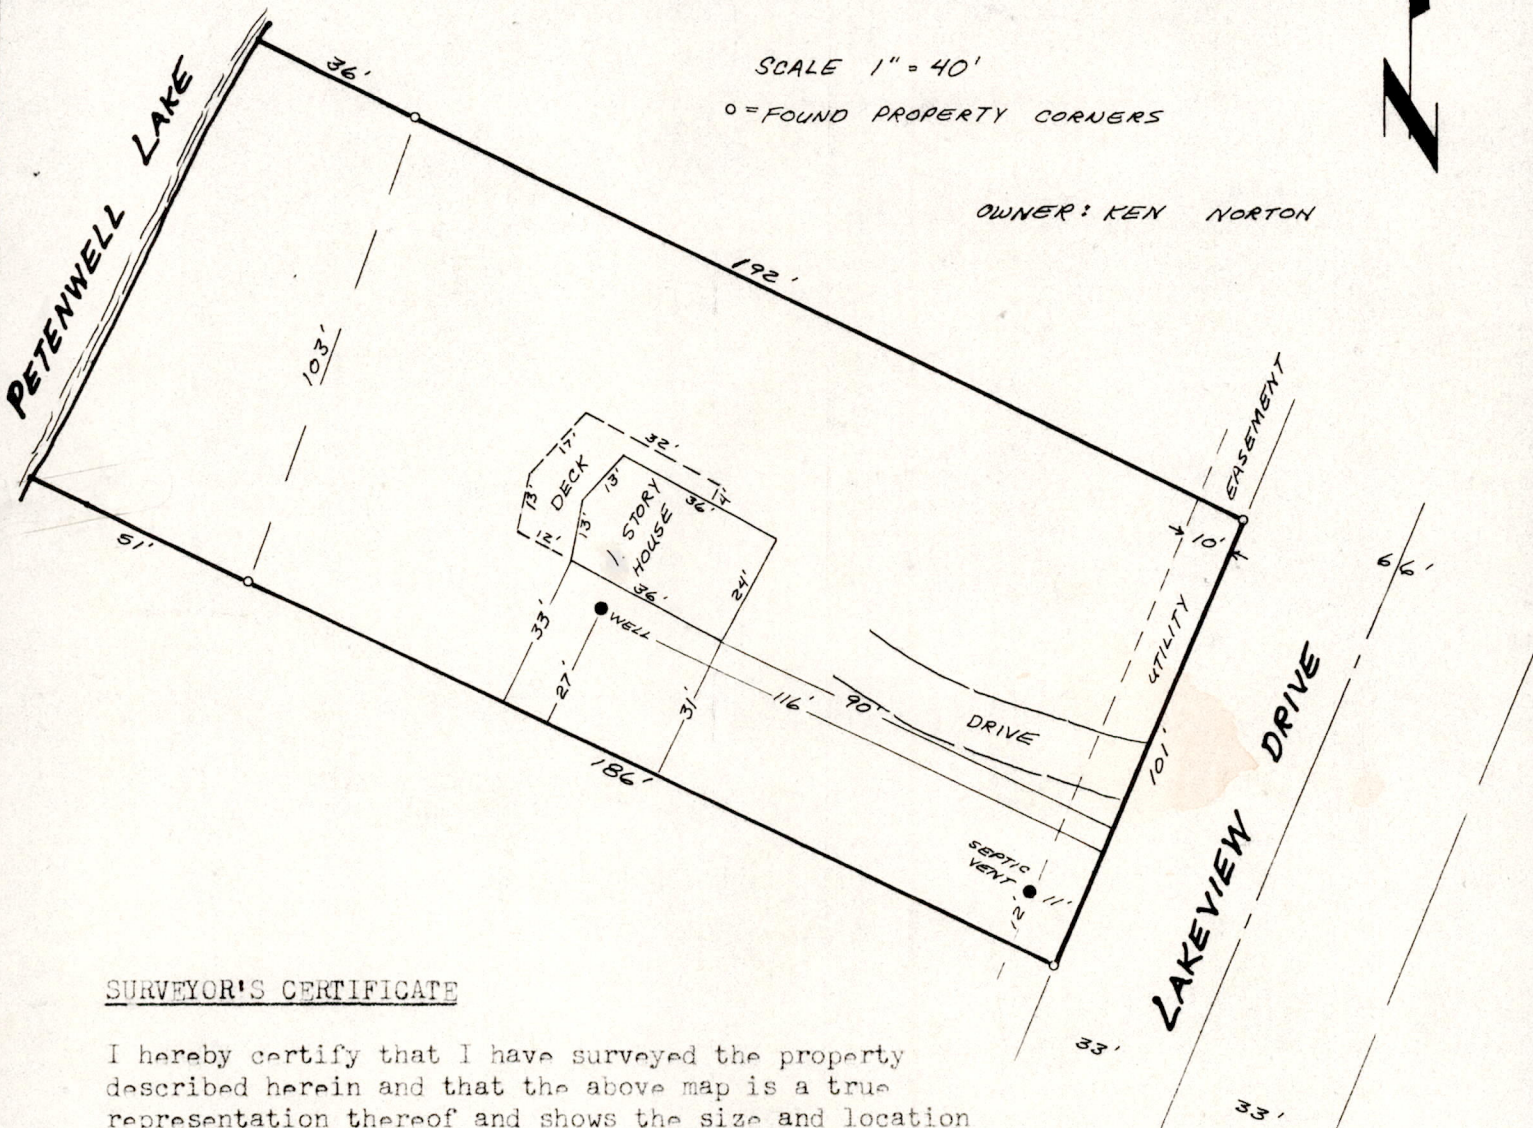 SCALE 1" = 40'
O = FOUND PROPERTY CORNERS
OWNER: KEN NORTON
PETENWELL LAKE
36'
192'
103'
51'
186'
17'
32'
13'
DECK
12'
4'
13'
13'
36'
1 STORY
HOUSE
36'
24'
33'
WELL
27'
31'
116'
90'
DRIVE
10'
UTILITY EASEMENT
101'
66'
LAKEVIEW DRIVE
SEPTIC
VENT
11'
12'
33'
33'
SURVEYOR'S CERTIFICATE
I hereby certify that I have surveyed the property
described herein and that the above map is a true
representation thereof and shows the size and location